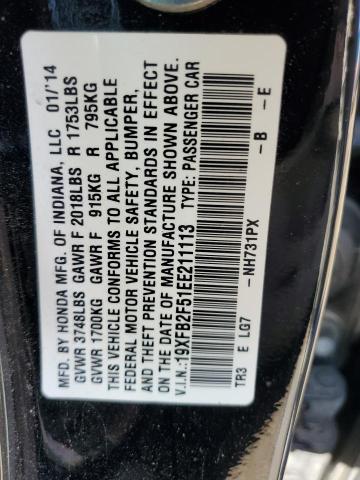 MFD. BY HONDA MFG. OF INDIANA, LLC 01/'14
GVWR 3748LBS GAWR F 2018LBS R 1753LBS
GVWR 1700KG GAWR F 915KG R 795KG
THIS VEHICLE CONFORMS TO ALL APPLICABLE
FEDERAL MOTOR VEHICLE SAFETY, BUMPER,
AND THEFT PREVENTION STANDARDS IN EFFECT
ON THE DATE OF MANUFACTURE SHOWN ABOVE.
V.I.N.:19XFB2F51EE211113 TYPE: PASSENGER CAR
TR3 E LG7 -NH731PX -B -E